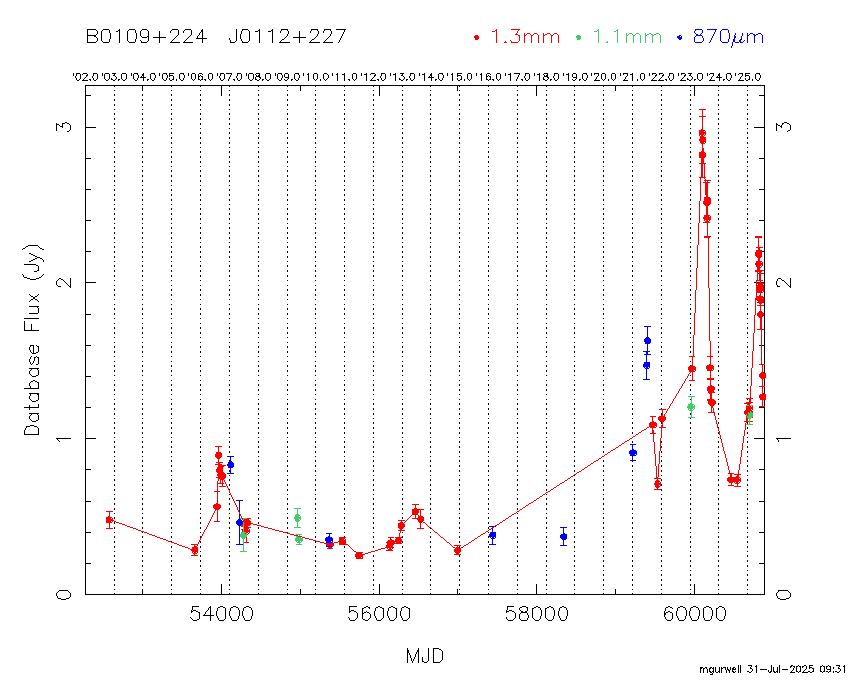 B0109+224 J0112+227 1.3mm 1.1mm 870μm
'02.0 '03.0 '04.0 '05.0 '06.0 '07.0 '08.0 '09.0 '10.0 '11.0 '12.0 '13.0 '14.0 '15.0 '16.0 '17.0 '18.0 '19.0 '20.0 '21.0 '22.0 '23.0 '24.0 '25.0
3 3
2 2
Database Flux (Jy)
1 1
0 0
54000 56000 58000 60000
MJD
mgurwell 31-Jul-2025 09:31